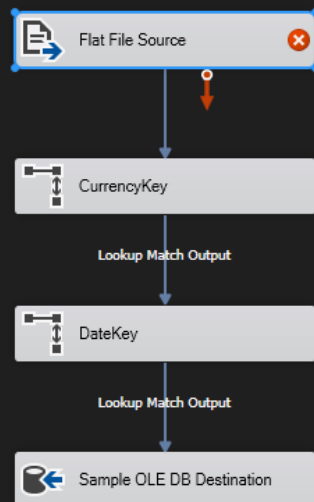 Flat File Source
CurrencyKey
Lookup Match Output
DateKey
Lookup Match Output
Sample OLE DB Destination